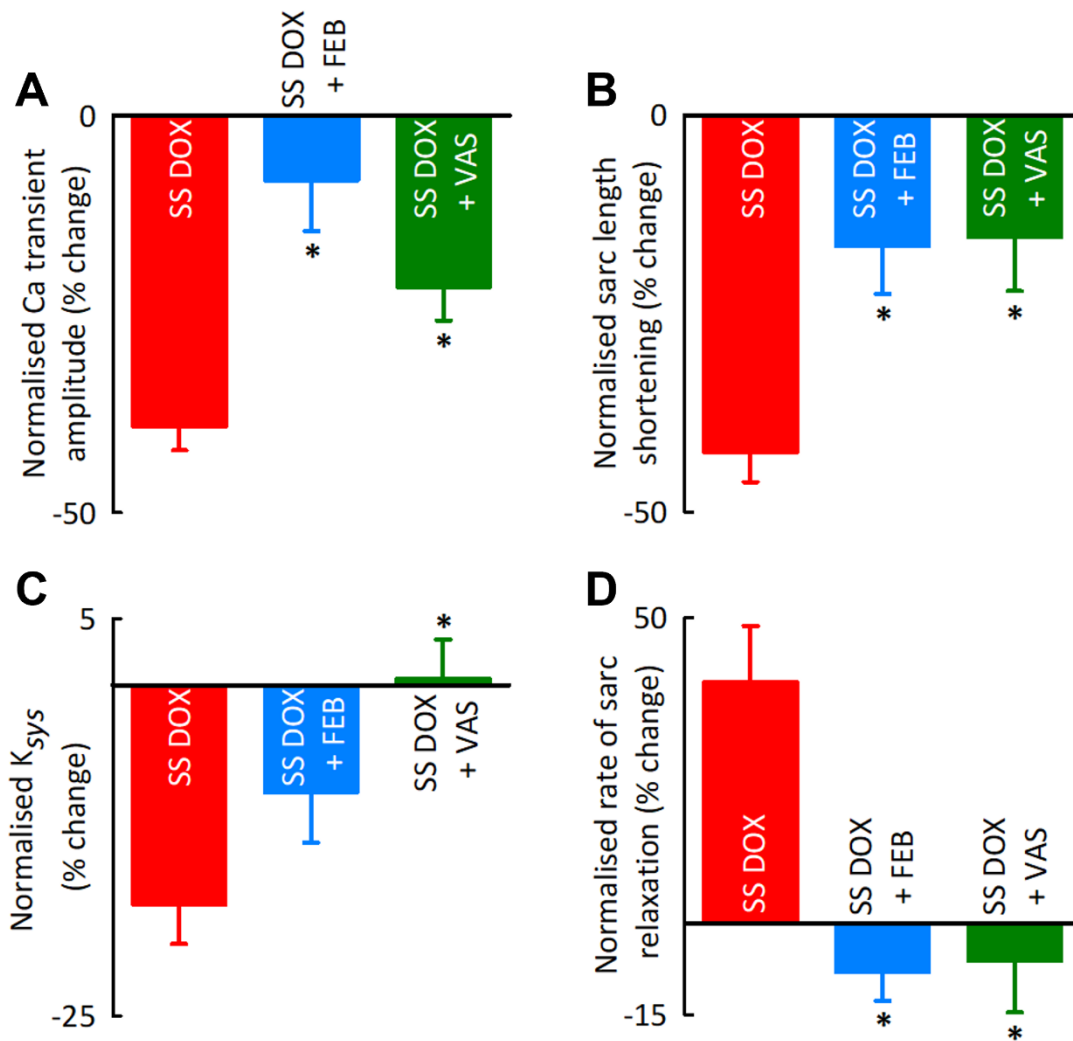 A
SS DOX
+ FEB
0
SS DOX
SS DOX
+ VAS
Normalised Ca transient
amplitude (% change)
*
*
-50
B
0
SS DOX
SS DOX
+ FEB
SS DOX
+ VAS
Normalised sarc length
shortening (% change)
*
*
-50
C
5
*
SS DOX
SS DOX
+ FEB
SS DOX
+ VAS
Normalised Ksys
(% change)
-25
D
50
SS DOX
SS DOX
+ FEB
SS DOX
+ VAS
Normalised rate of sarc
relaxation (% change)
-15
*
*